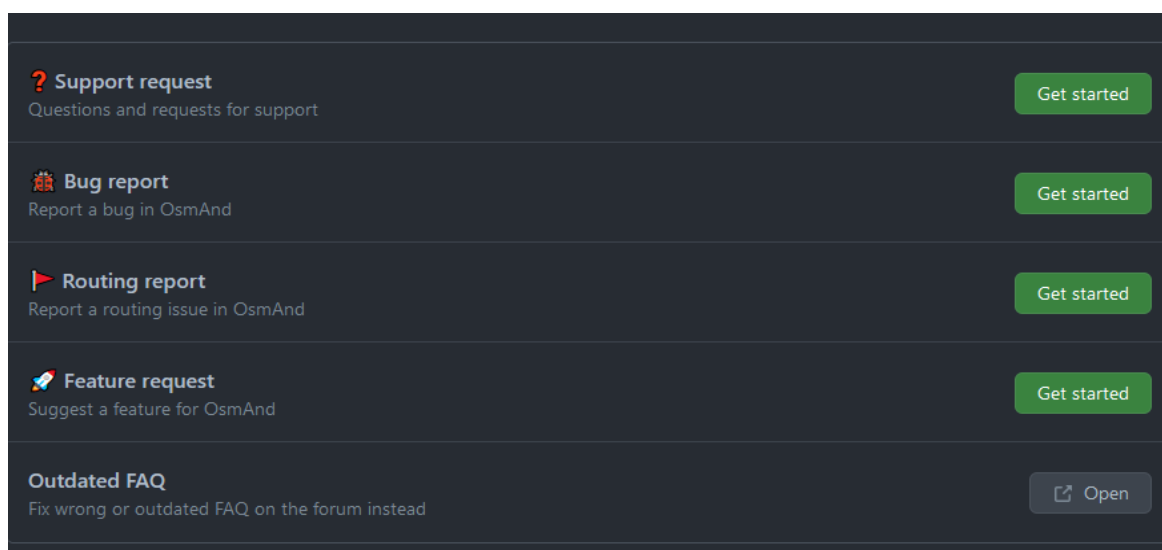 ❓ Support request
Questions and requests for support
Get started
🐞 Bug report
Report a bug in OsmAnd
Get started
🚩 Routing report
Report a routing issue in OsmAnd
Get started
🚀 Feature request
Suggest a feature for OsmAnd
Get started
Outdated FAQ
Fix wrong or outdated FAQ on the forum instead
Open